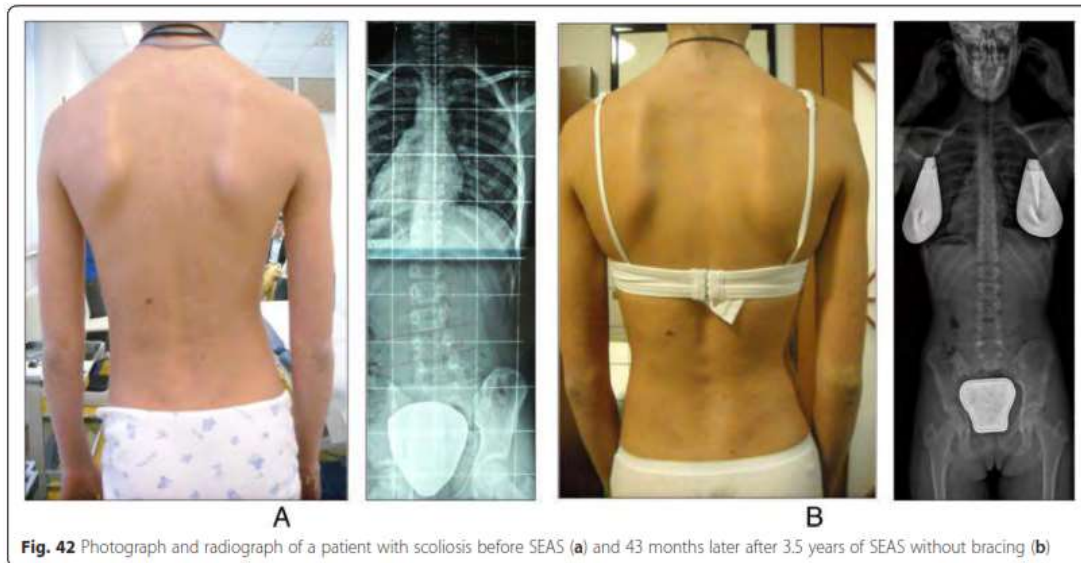 A
B
Fig. 42 Photograph and radiograph of a patient with scoliosis before SEAS (a) and 43 months later after 3.5 years of SEAS without bracing (b)